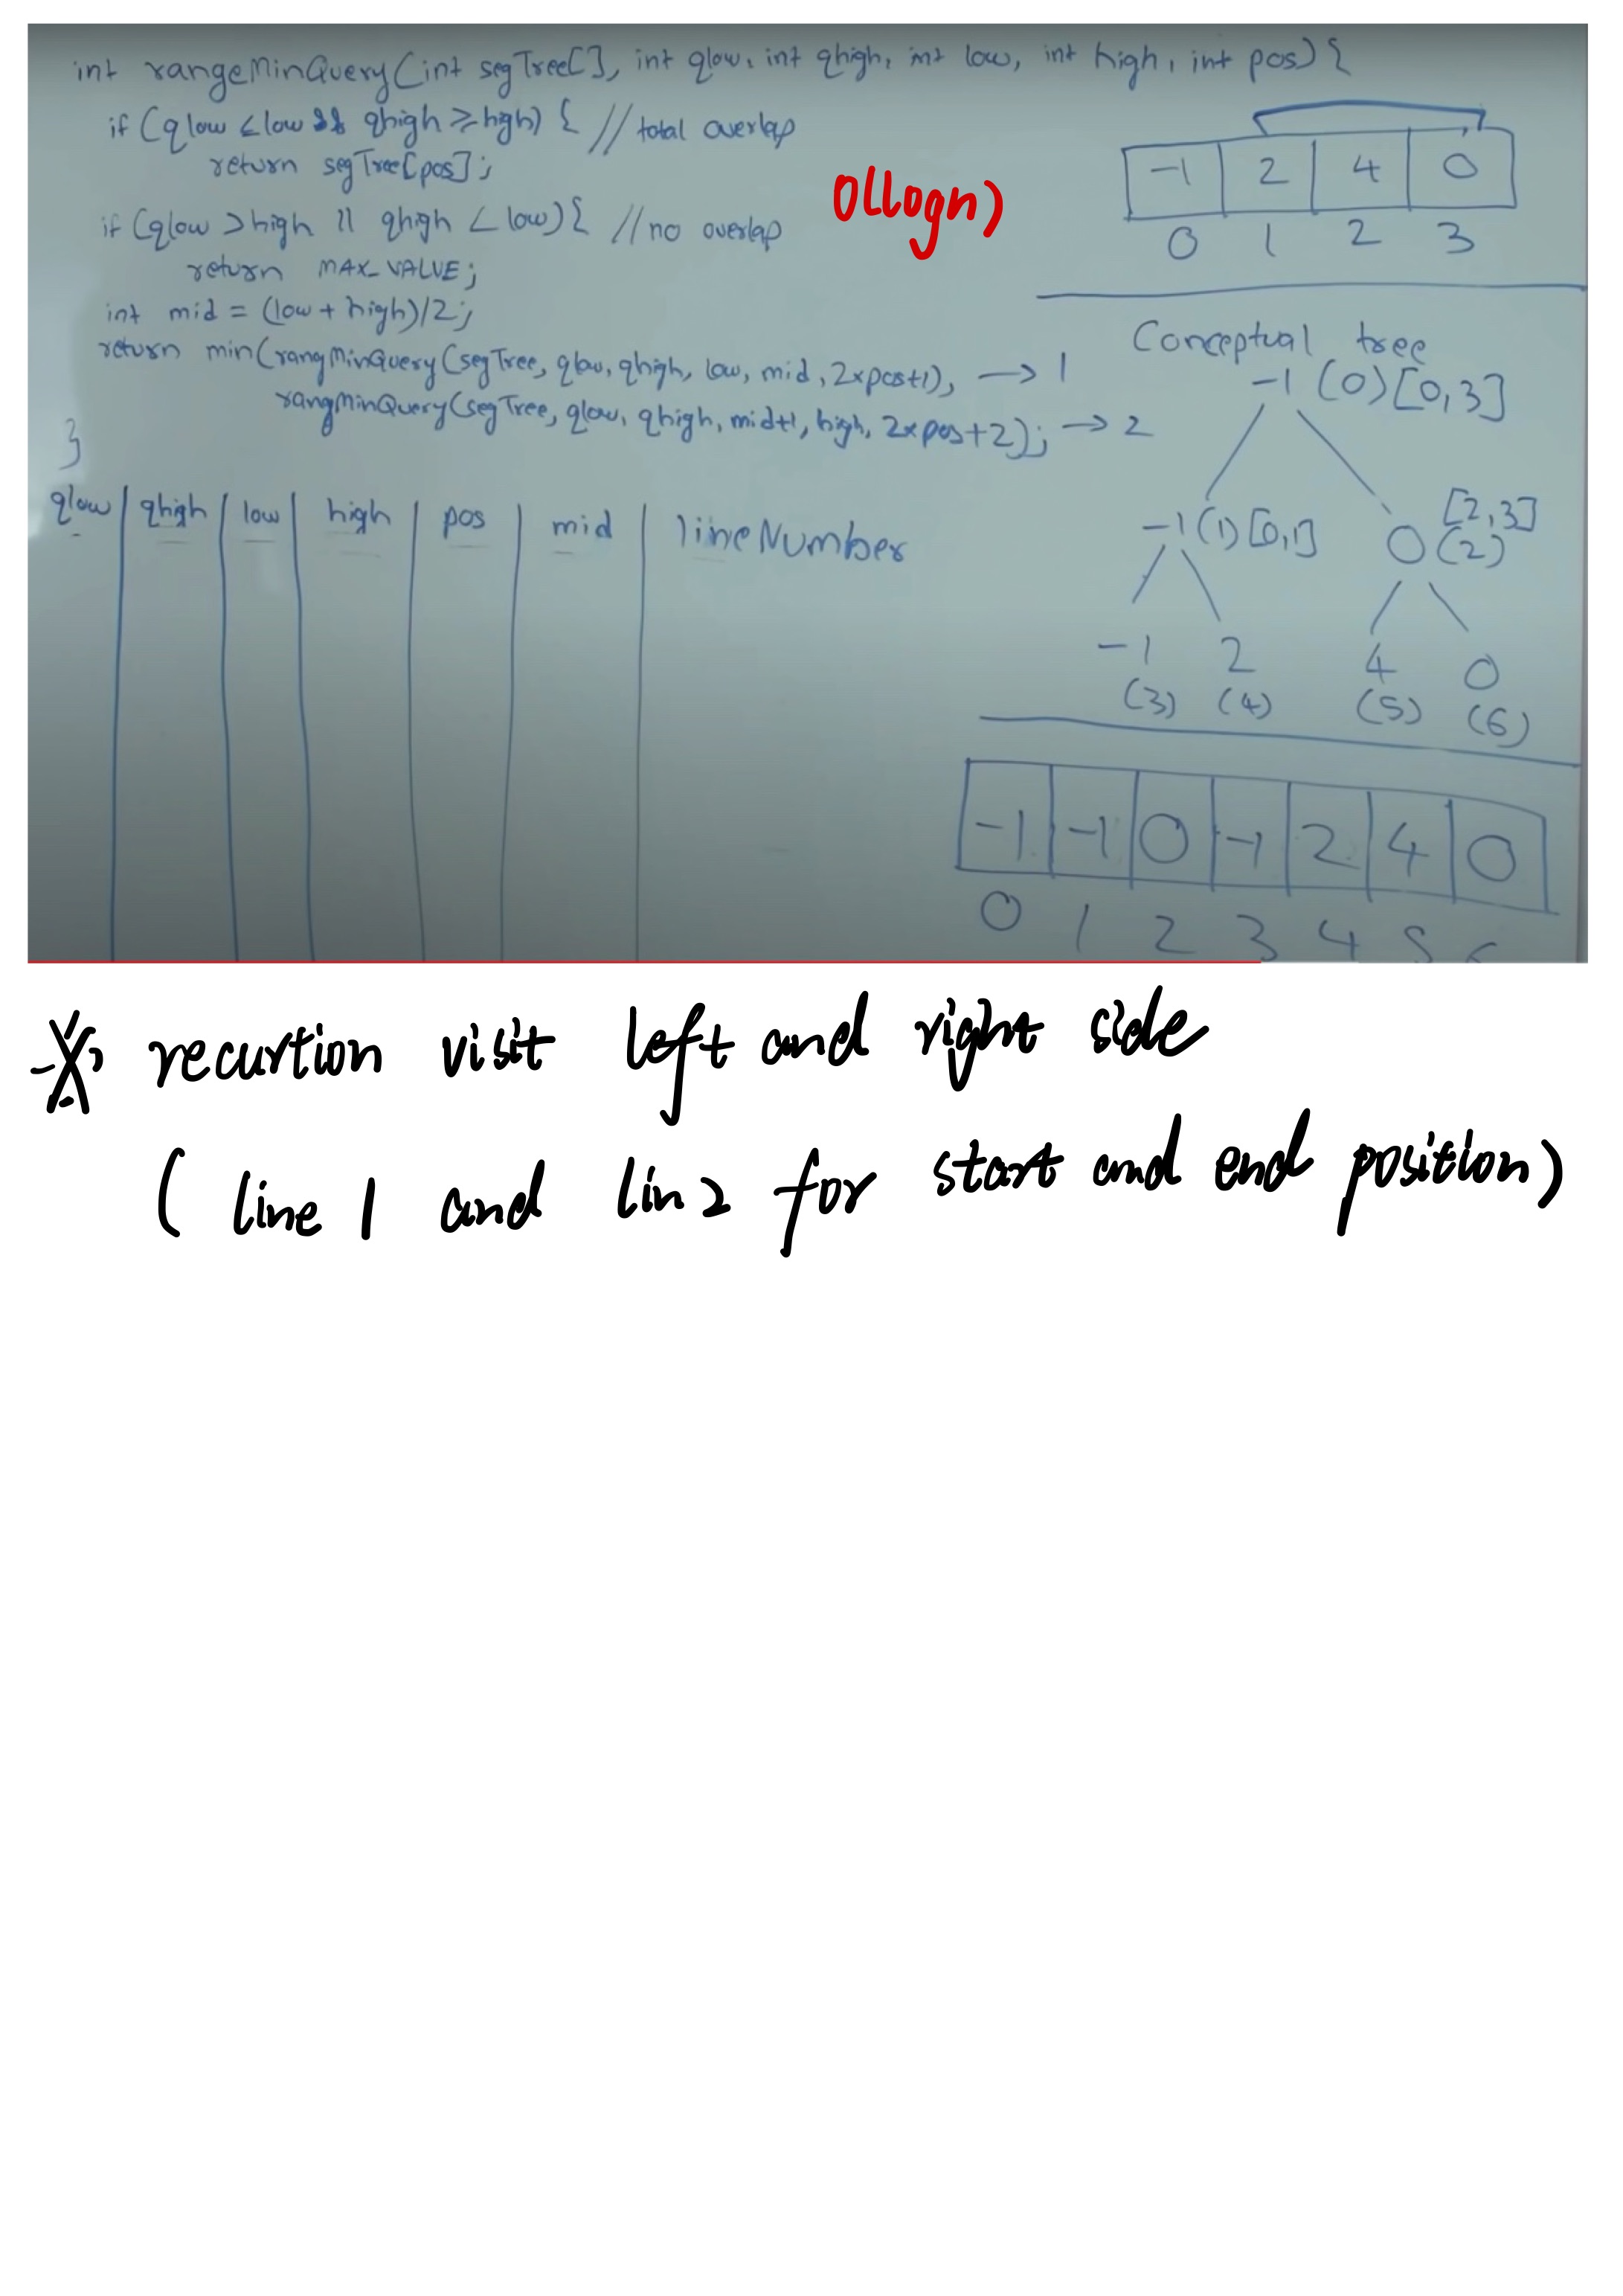 int rangeMinQuery(int segTree[], int qlow, int qhigh, int low, int high, int pos) {
if (qlow ≤ low && qhigh ≥ high) { // total overlap
return segTree[pos];
if (qlow > high || qhigh < low) { // no overlap
return MAX_VALUE;
int mid = (low + high)/2;
return min(rangMinQuery(segTree, qlow, qhigh, low, mid, 2xpos+1), → 1
rangMinQuery(segTree, qlow, qhigh, mid+1, high, 2xpos+2); → 2
}
O(logn)
-1 2 4 0
0 1 2 3
Conceptual tree
-1 (0) [0,3]
-1 (1) [0,1] 0 (2) [2,3]
-1 2 4 0
(3) (4) (5) (6)
-1 -1 0 -1 2 4 0
0 1 2 3 4 5 6
qlow qhigh low high pos mid lineNumber
recurtion visit left and right side
( line 1 and lin 2 for start and end position)